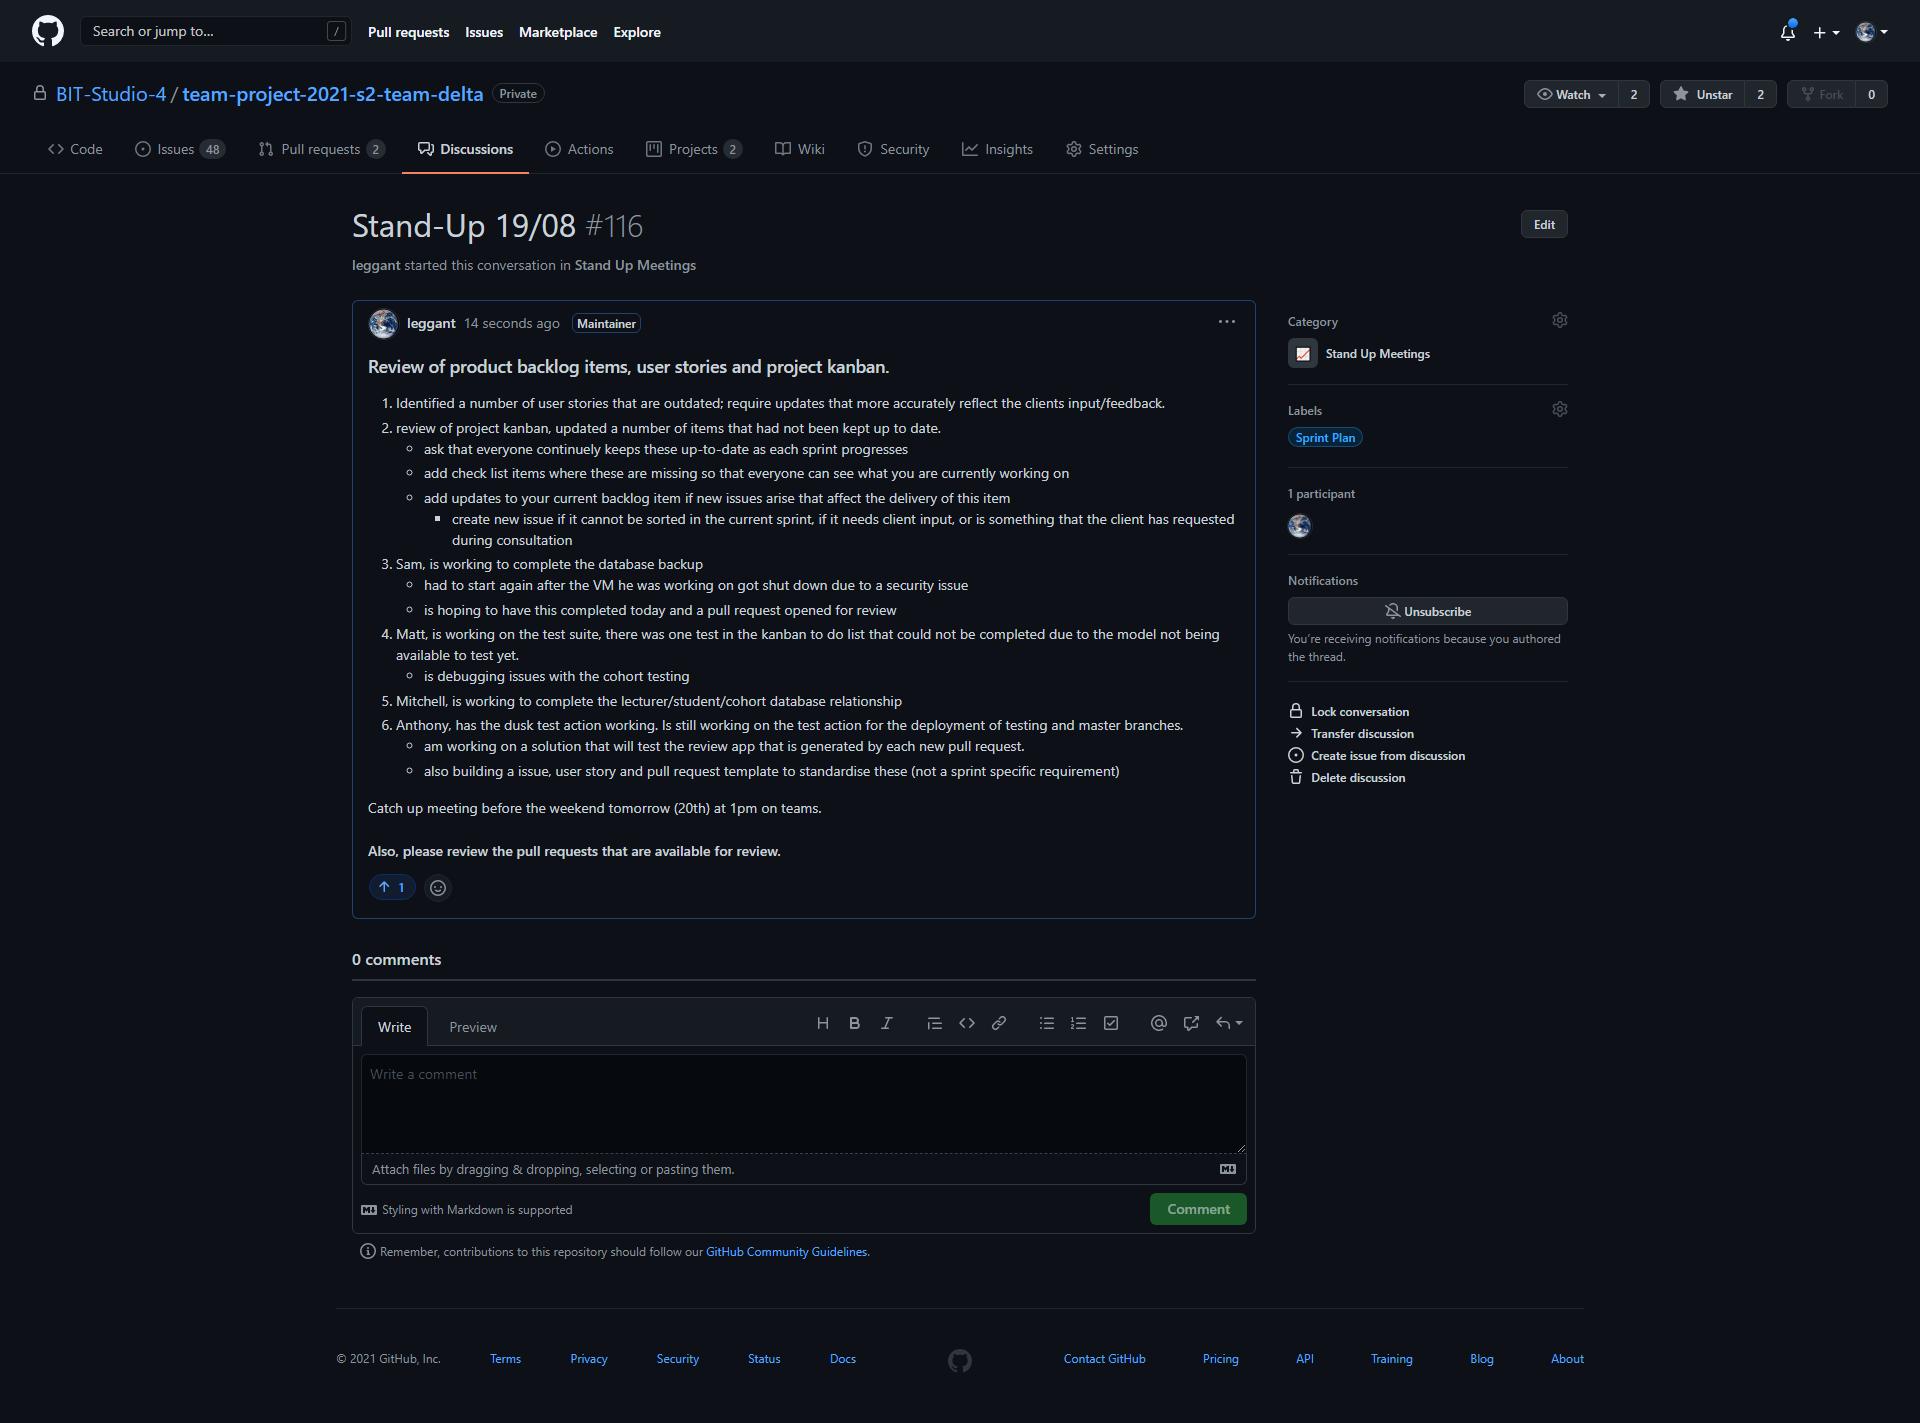 Search or jump to...
/
Pull requests Issues Marketplace Explore
BIT-Studio-4 / team-project-2021-s2-team-delta Private
Watch 2 Unstar 2 Fork 0
Code Issues 48 Pull requests 2 Discussions Actions Projects 2 Wiki Security Insights Settings
Stand-Up 19/08 #116
Edit
leggant started this conversation in Stand Up Meetings
leggant 14 seconds ago Maintainer
Review of product backlog items, user stories and project kanban.
1. Identified a number of user stories that are outdated; require updates that more accurately reflect the clients input/feedback.
2. review of project kanban, updated a number of items that had not been kept up to date.
ask that everyone continuely keeps these up-to-date as each sprint progresses
add check list items where these are missing so that everyone can see what you are currently working on
add updates to your current backlog item if new issues arise that affect the delivery of this item
create new issue if it cannot be sorted in the current sprint, if it needs client input, or is something that the client has requested
during consultation
3. Sam, is working to complete the database backup
had to start again after the VM he was working on got shut down due to a security issue
is hoping to have this completed today and a pull request opened for review
4. Matt, is working on the test suite, there was one test in the kanban to do list that could not be completed due to the model not being
available to test yet.
is debugging issues with the cohort testing
5. Mitchell, is working to complete the lecturer/student/cohort database relationship
6. Anthony, has the dusk test action working. Is still working on the test action for the deployment of testing and master branches.
am working on a solution that will test the review app that is generated by each new pull request.
also building a issue, user story and pull request template to standardise these (not a sprint specific requirement)
Catch up meeting before the weekend tomorrow (20th) at 1pm on teams.
Also, please review the pull requests that are available for review.
1
Category
Stand Up Meetings
Labels
Sprint Plan
1 participant
Notifications
Unsubscribe
You're receiving notifications because you authored
the thread.
Lock conversation
Transfer discussion
Create issue from discussion
Delete discussion
0 comments
Write Preview
Write a comment
Attach files by dragging & dropping, selecting or pasting them.
Styling with Markdown is supported
Comment
Remember, contributions to this repository should follow our GitHub Community Guidelines.
© 2021 GitHub, Inc. Terms Privacy Security Status Docs Contact GitHub Pricing API Training Blog About